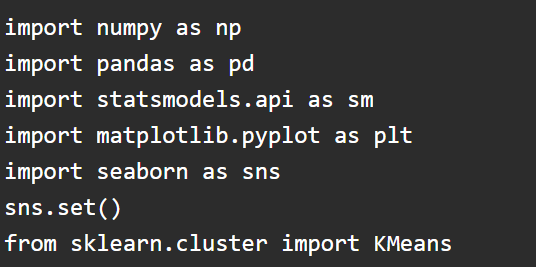 import numpy as np
import pandas as pd
import statsmodels.api as sm
import matplotlib.pyplot as plt
import seaborn as sns
sns.set()
from sklearn.cluster import KMeans